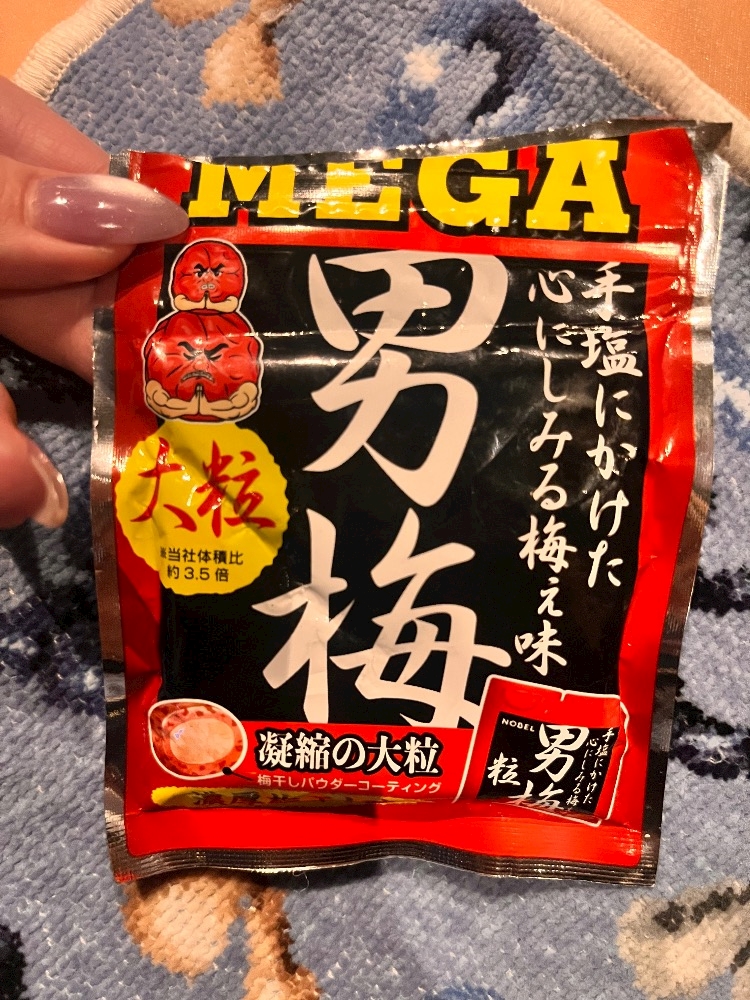 MEGA
男梅
手塩にかけた
心にしみる梅ぇ味
大粒
※当社体積比
約3.5倍
凝縮の大粒
梅干しパウダーコーティング
濃厚
NOBEL
男梅
粒
手塩にかけた
心にしみる梅